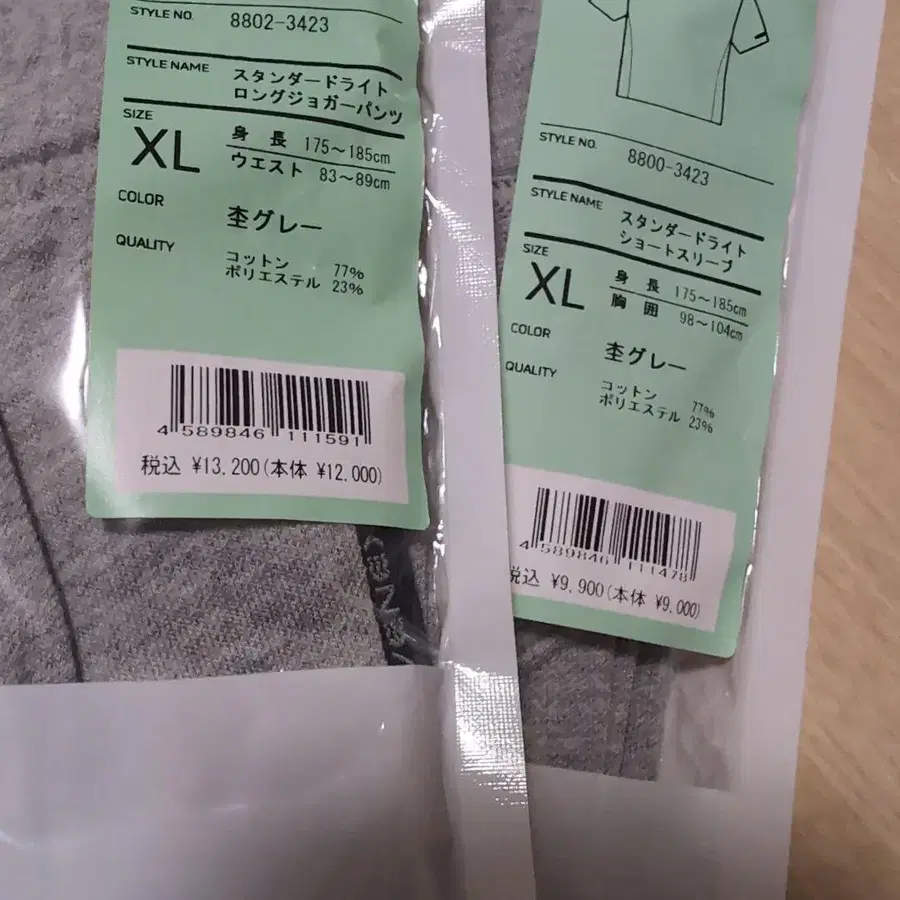 STYLE NO. 8802-3423
STYLE NAME スタンダードライト
ロングジョガーパンツ
SIZE
XL
身長 175~185cm
ウエスト 83~89cm
COLOR
杢グレー
QUALITY
コットン 77%
ポリエステル 23%
4 589846 111591
税込 ¥13,200(本体 ¥12,000)
STYLE NO. 8800-3423
STYLE NAME スタンダードライト
ショートスリーブ
SIZE
XL
身長 175~185cm
胸囲 98~104cm
COLOR
杢グレー
QUALITY
コットン 77%
ポリエステル 23%
4 589846 111478
税込 ¥9,900(本体 ¥9,000)